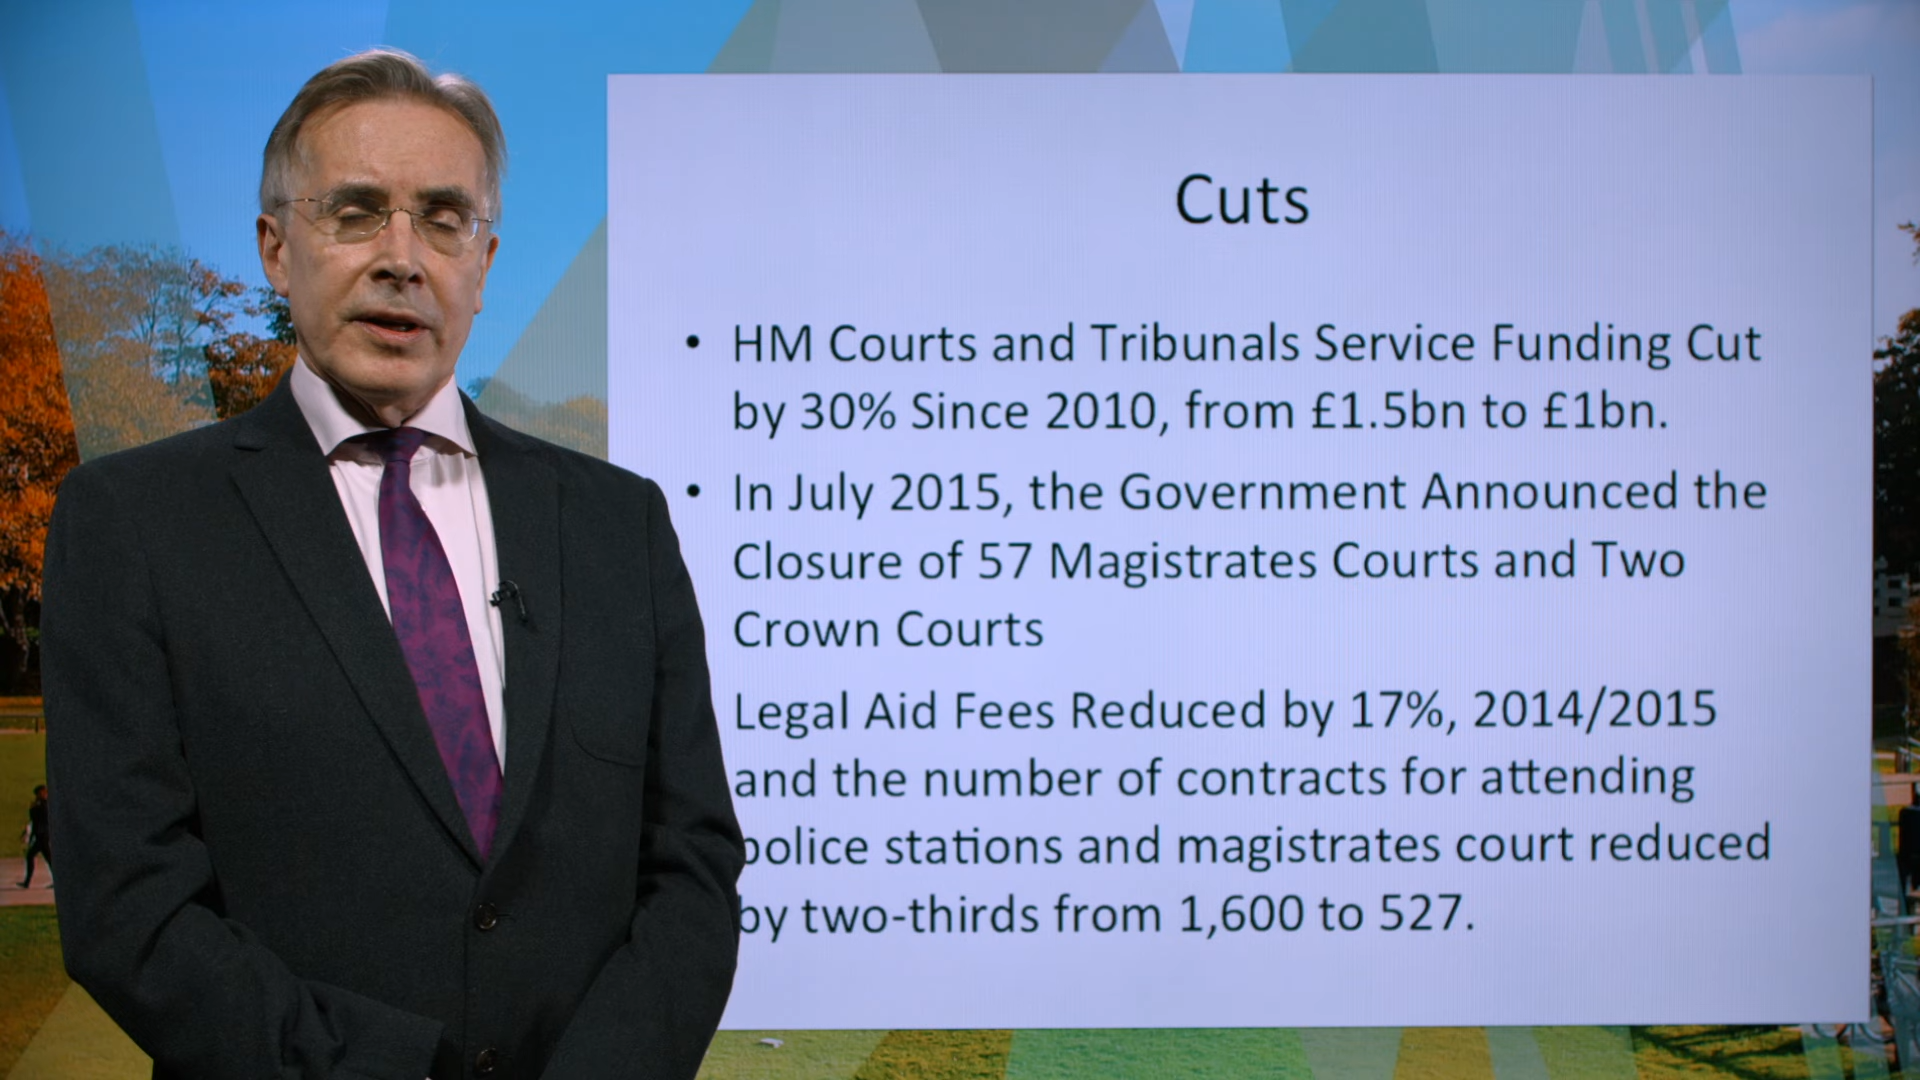 Cuts
• HM Courts and Tribunals Service Funding Cut
by 30% Since 2010, from £1.5bn to £1bn.
• In July 2015, the Government Announced the
Closure of 57 Magistrates Courts and Two
Crown Courts
Legal Aid Fees Reduced by 17%, 2014/2015
and the number of contracts for attending
police stations and magistrates court reduced
by two-thirds from 1,600 to 527.